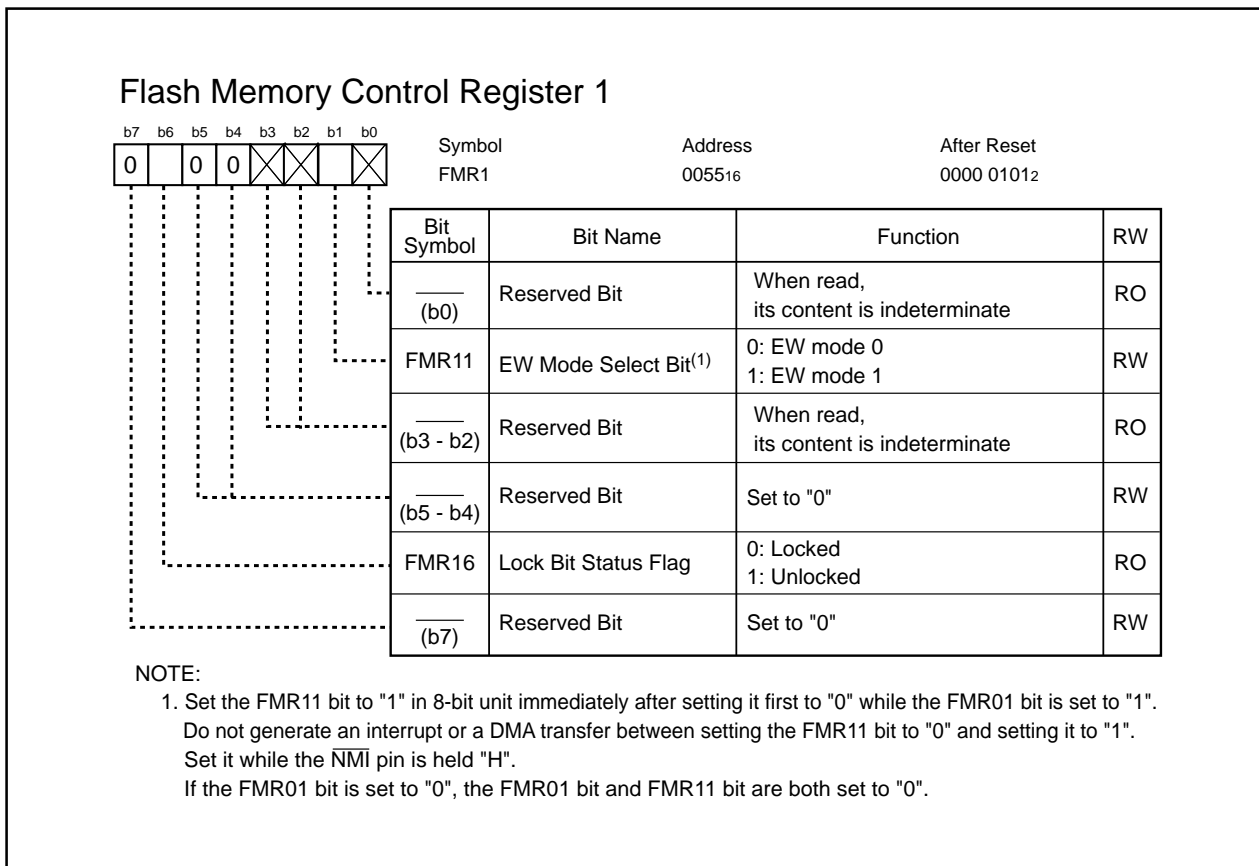 Flash Memory Control Register 1
b7 b6 b5 b4 b3 b2 b1 b0
0 0 0
Symbol Address After Reset
FMR1 005516 0000 01012
Bit Symbol Bit Name Function RW
(b0) Reserved Bit When read, its content is indeterminate RO
FMR11 EW Mode Select Bit(1) 0: EW mode 0 1: EW mode 1 RW
(b3 - b2) Reserved Bit When read, its content is indeterminate RO
(b5 - b4) Reserved Bit Set to "0" RW
FMR16 Lock Bit Status Flag 0: Locked 1: Unlocked RO
(b7) Reserved Bit Set to "0" RW
NOTE:
1. Set the FMR11 bit to "1" in 8-bit unit immediately after setting it first to "0" while the FMR01 bit is set to "1".
Do not generate an interrupt or a DMA transfer between setting the FMR11 bit to "0" and setting it to "1".
Set it while the NMI pin is held "H".
If the FMR01 bit is set to "0", the FMR01 bit and FMR11 bit are both set to "0".